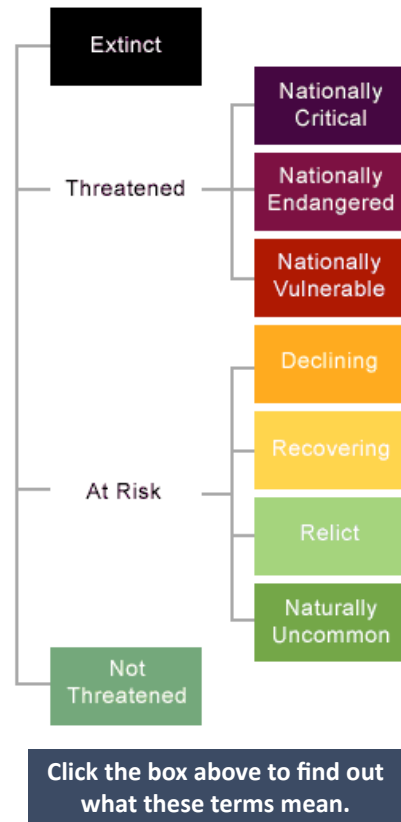 Extinct
Threatened
Nationally
Critical
Nationally
Endangered
Nationally
Vulnerable
At Risk
Declining
Recovering
Relict
Naturally
Uncommon
Not
Threatened
Click the box above to find out
what these terms mean.